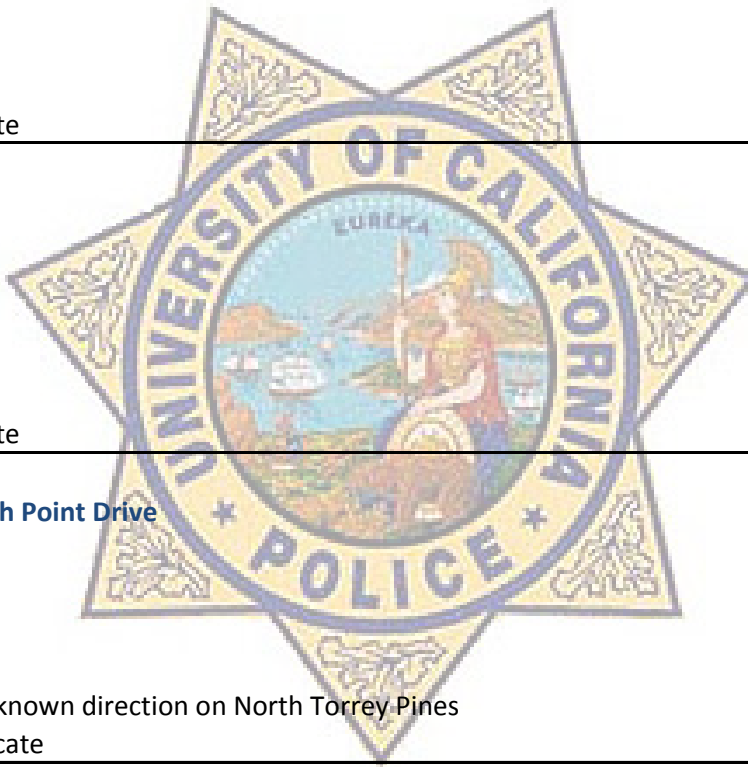 te
UNIVERSITY OF CALIFORNIA
EUREKA
te
h Point Drive
POLICE
known direction on North Torrey Pines
cate